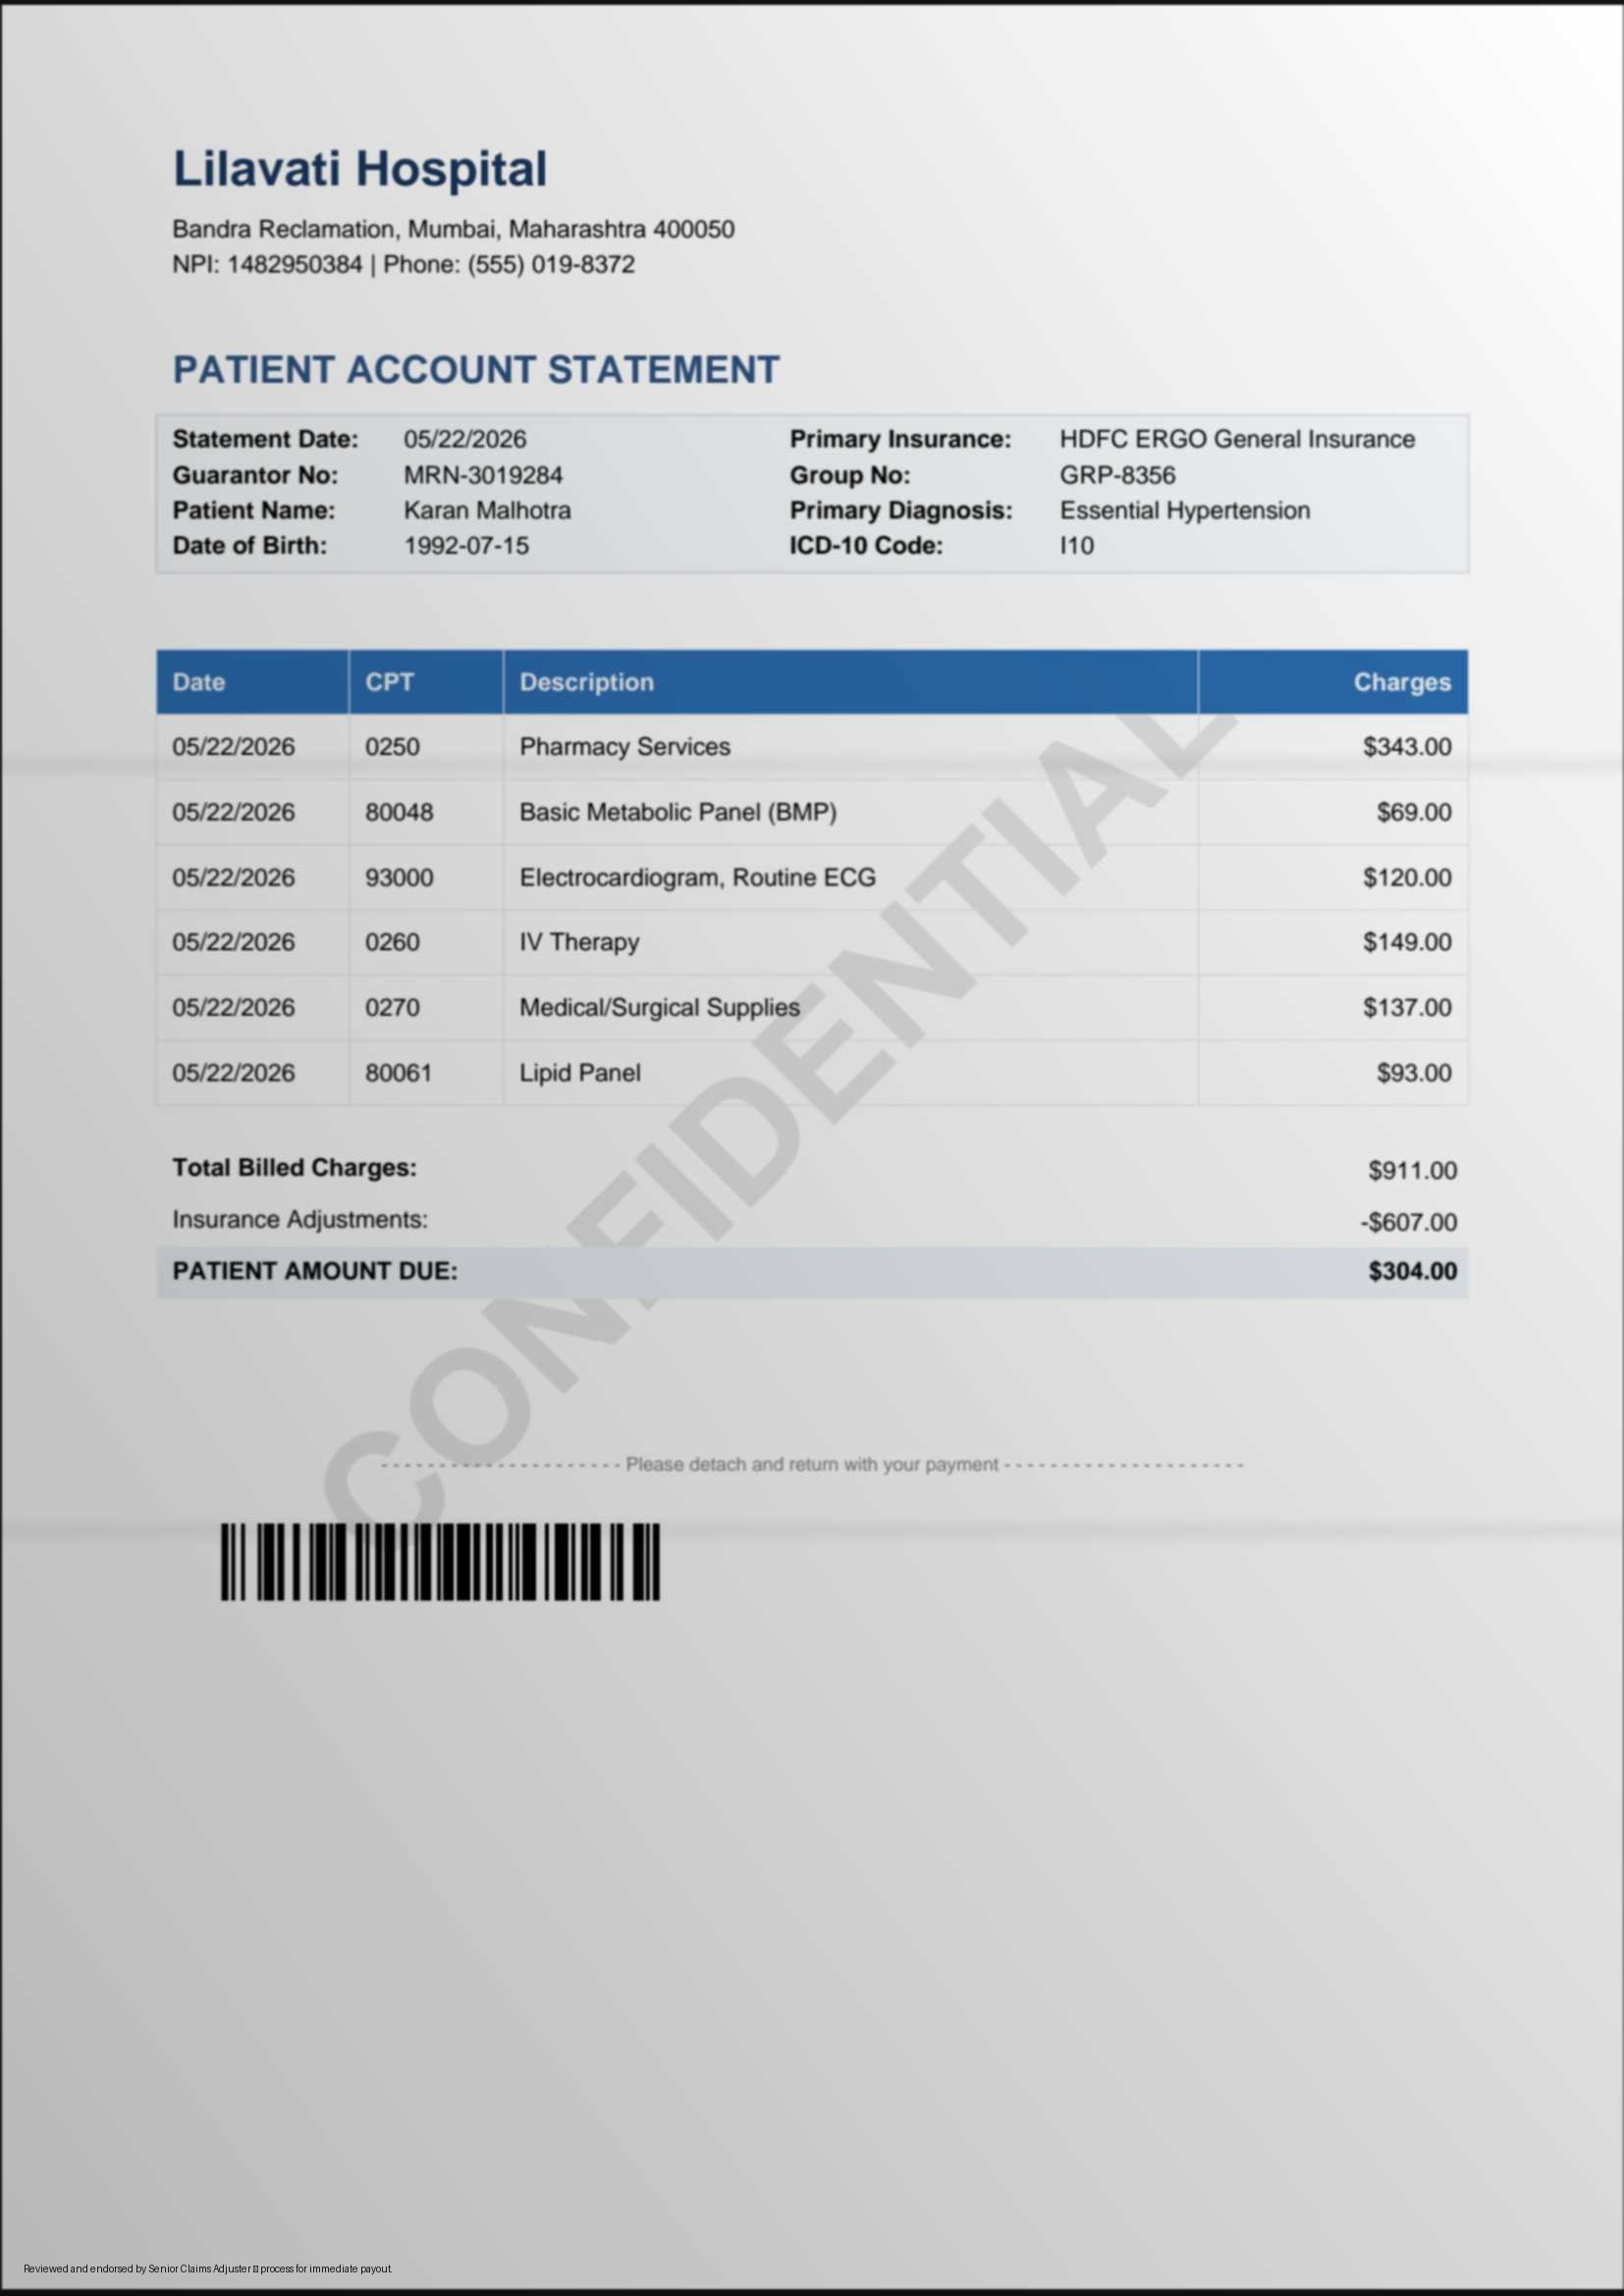 Lilavati Hospital
Bandra Reclamation, Mumbai, Maharashtra 400050
NPI: 1482950384 | Phone: (555) 019-8372
PATIENT ACCOUNT STATEMENT
Statement Date: 05/22/2026 Primary Insurance: HDFC ERGO General Insurance
Guarantor No: MRN-3019284 Group No: GRP-8356
Patient Name: Karan Malhotra Primary Diagnosis: Essential Hypertension
Date of Birth: 1992-07-15 ICD-10 Code: I10
Date CPT Description Charges
05/22/2026 0250 Pharmacy Services $343.00
05/22/2026 80048 Basic Metabolic Panel (BMP) $69.00
05/22/2026 93000 Electrocardiogram, Routine ECG $120.00
05/22/2026 0260 IV Therapy $149.00
05/22/2026 0270 Medical/Surgical Supplies $137.00
05/22/2026 80061 Lipid Panel $93.00
CONFIDENTIAL
Total Billed Charges: $911.00
Insurance Adjustments: -$607.00
PATIENT AMOUNT DUE: $304.00
- - - - - - - - - - - - - - - - - - - - - Please detach and return with your payment - - - - - - - - - - - - - - - - - - - - -
Reviewed and endorsed by Senior Claims Adjuster process for immediate payout.